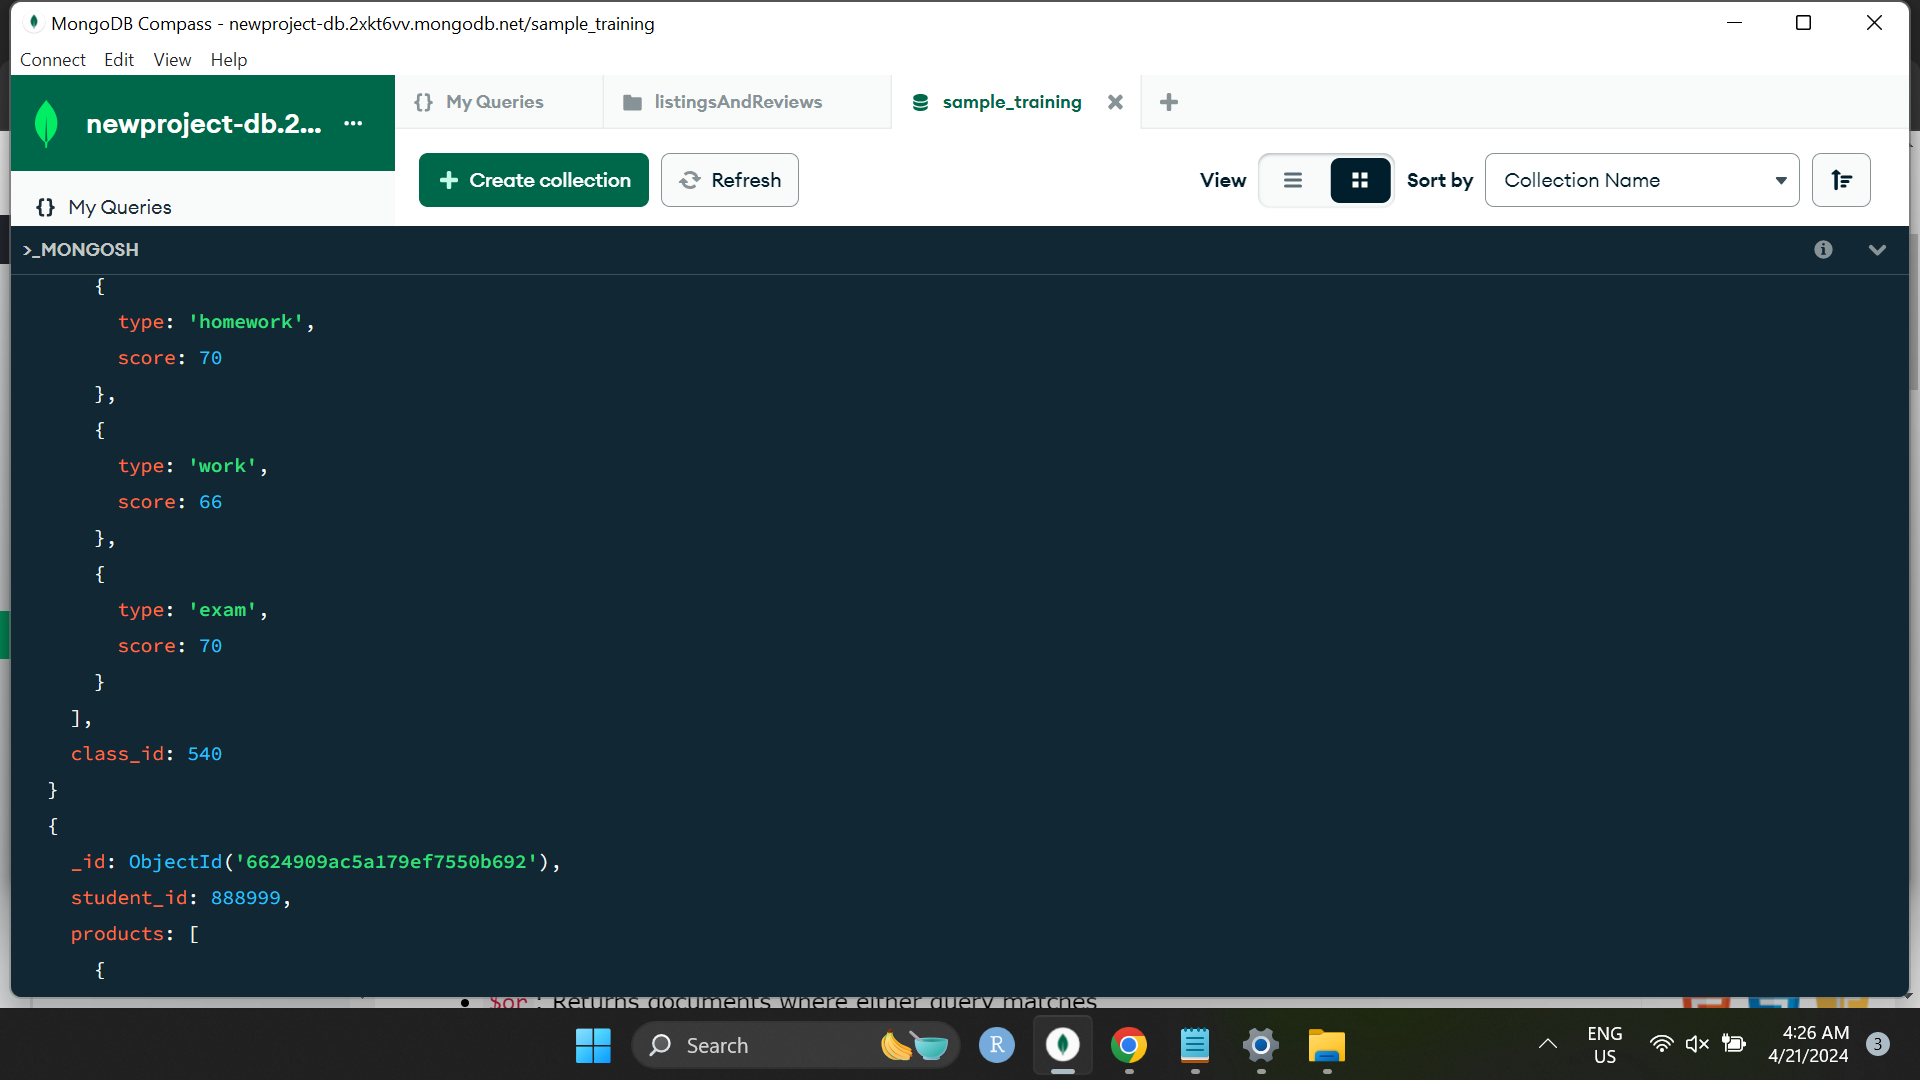 MongoDB Compass - newproject-db.2xkt6vv.mongodb.net/sample_training
Connect Edit View Help
newproject-db.2... ...
{} My Queries
listingsAndReviews
sample_training
+ Create collection
Refresh
View
Sort by
Collection Name
{} My Queries
>_MONGOSH
{
type: 'homework',
score: 70
},
{
type: 'work',
score: 66
},
{
type: 'exam',
score: 70
}
],
class_id: 540
}
{
_id: ObjectId('6624909ac5a179ef7550b692'),
student_id: 888999,
products: [
{
• $or : Returns documents where either query matches
Search
R
ENG
US
4:26 AM
4/21/2024
3